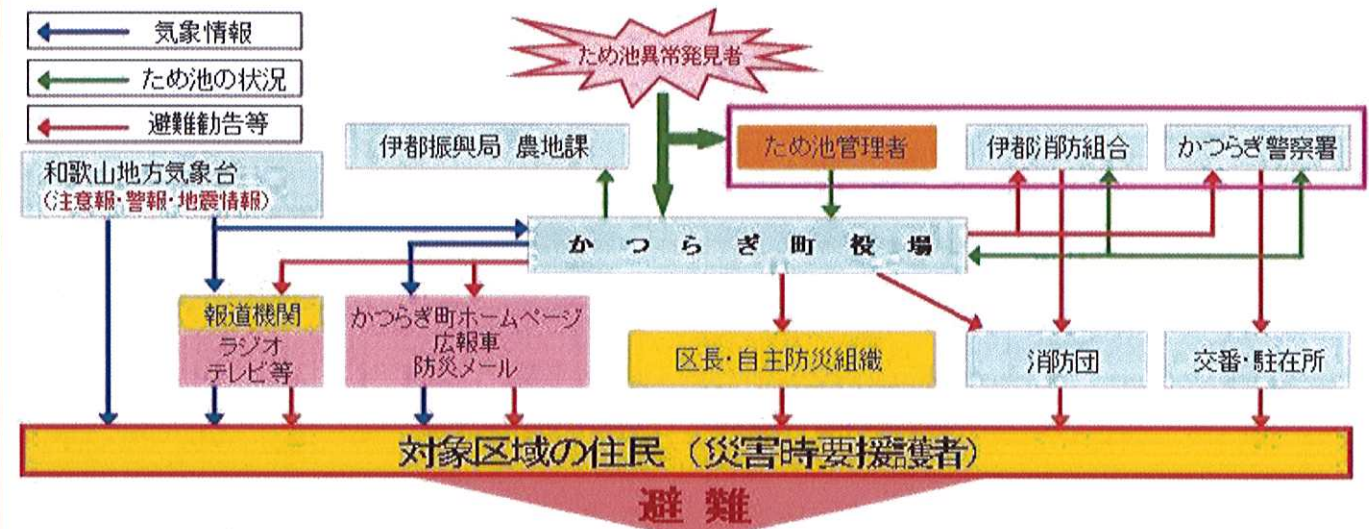 気象情報
ため池の状況
避難勧告等
ため池異常発見者
伊都振興局 農地課
ため池管理者
伊都消防組合
かつらぎ警察署
和歌山地方気象台
(注意報・警報・地震情報)
かつらぎ町役場
報道機関
ラジオ
テレビ等
かつらぎ町ホームページ
広報車
防災メール
区長・自主防災組織
消防団
交番・駐在所
対象区域の住民（災害時要援護者）
避難